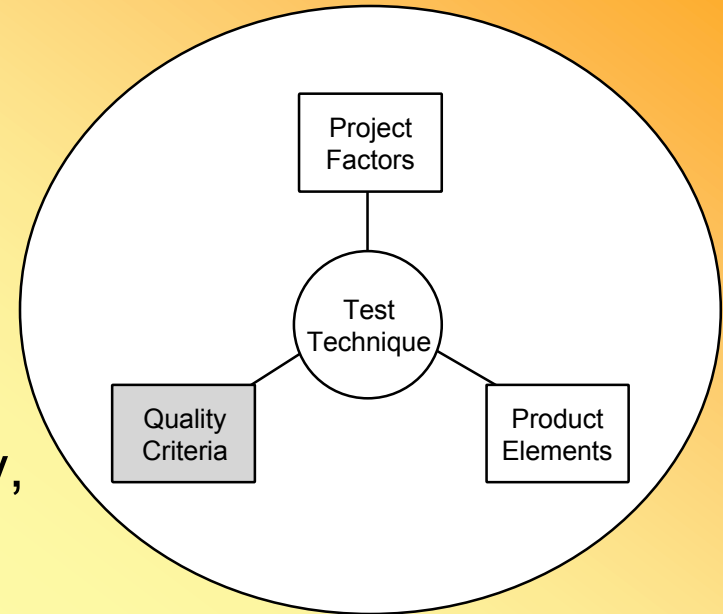 Project
Factors
Test
Technique
Quality
Criteria
Product
Elements